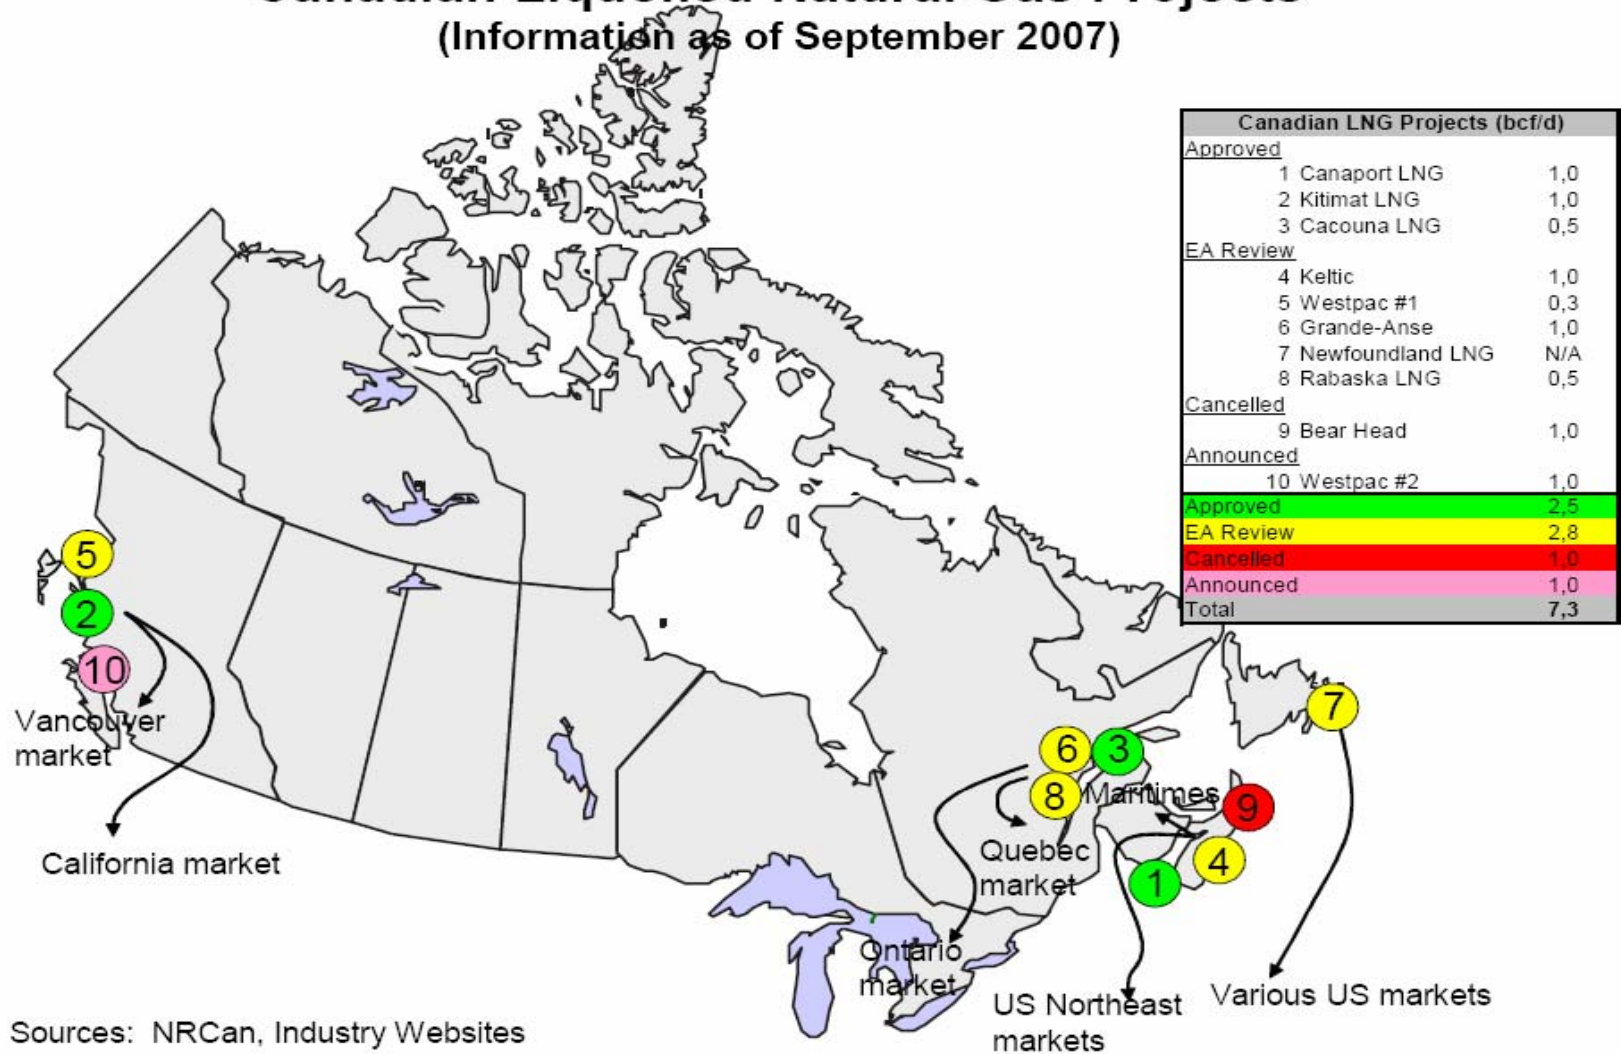 Canadian Liquefied Natural Gas Projects
(Information as of September 2007)
Canadian LNG Projects (bcf/d)
Approved
1 Canaport LNG 1,0
2 Kitimat LNG 1,0
3 Cacouna LNG 0,5
EA Review
4 Keltic 1,0
5 Westpac #1 0,3
6 Grande-Anse 1,0
7 Newfoundland LNG N/A
8 Rabaska LNG 0,5
Cancelled
9 Bear Head 1,0
Announced
10 Westpac #2 1,0
Approved 2,5
EA Review 2,8
Cancelled 1,0
Announced 1,0
Total 7,3
5
2
10
Vancouver
market
California market
7
6
3
8
Maritimes
9
Quebec
market
4
1
Ontario
market
US Northeast
markets
Various US markets
Sources: NRCan, Industry Websites